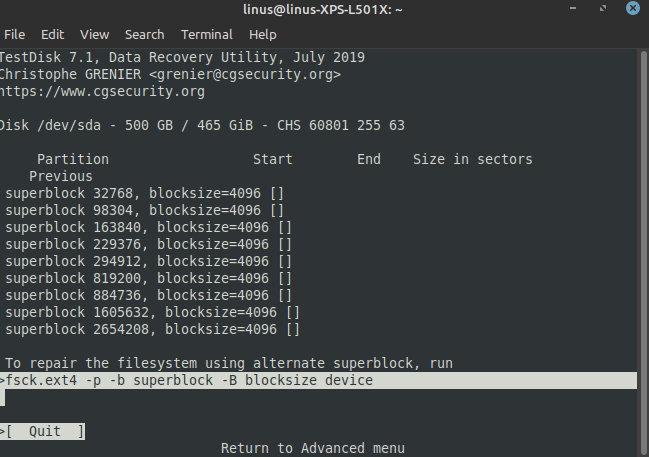 linus@linus-XPS-L501X: ~
File Edit View Search Terminal Help
TestDisk 7.1, Data Recovery Utility, July 2019
Christophe GRENIER <grenier@cgsecurity.org>
https://www.cgsecurity.org
Disk /dev/sda - 500 GB / 465 GiB - CHS 60801 255 63
Partition Start End Size in sectors
Previous
superblock 32768, blocksize=4096 []
superblock 98304, blocksize=4096 []
superblock 163840, blocksize=4096 []
superblock 229376, blocksize=4096 []
superblock 294912, blocksize=4096 []
superblock 819200, blocksize=4096 []
superblock 884736, blocksize=4096 []
superblock 1605632, blocksize=4096 []
superblock 2654208, blocksize=4096 []
To repair the filesystem using alternate superblock, run
>fsck.ext4 -p -b superblock -B blocksize device
>[ Quit ]
Return to Advanced menu